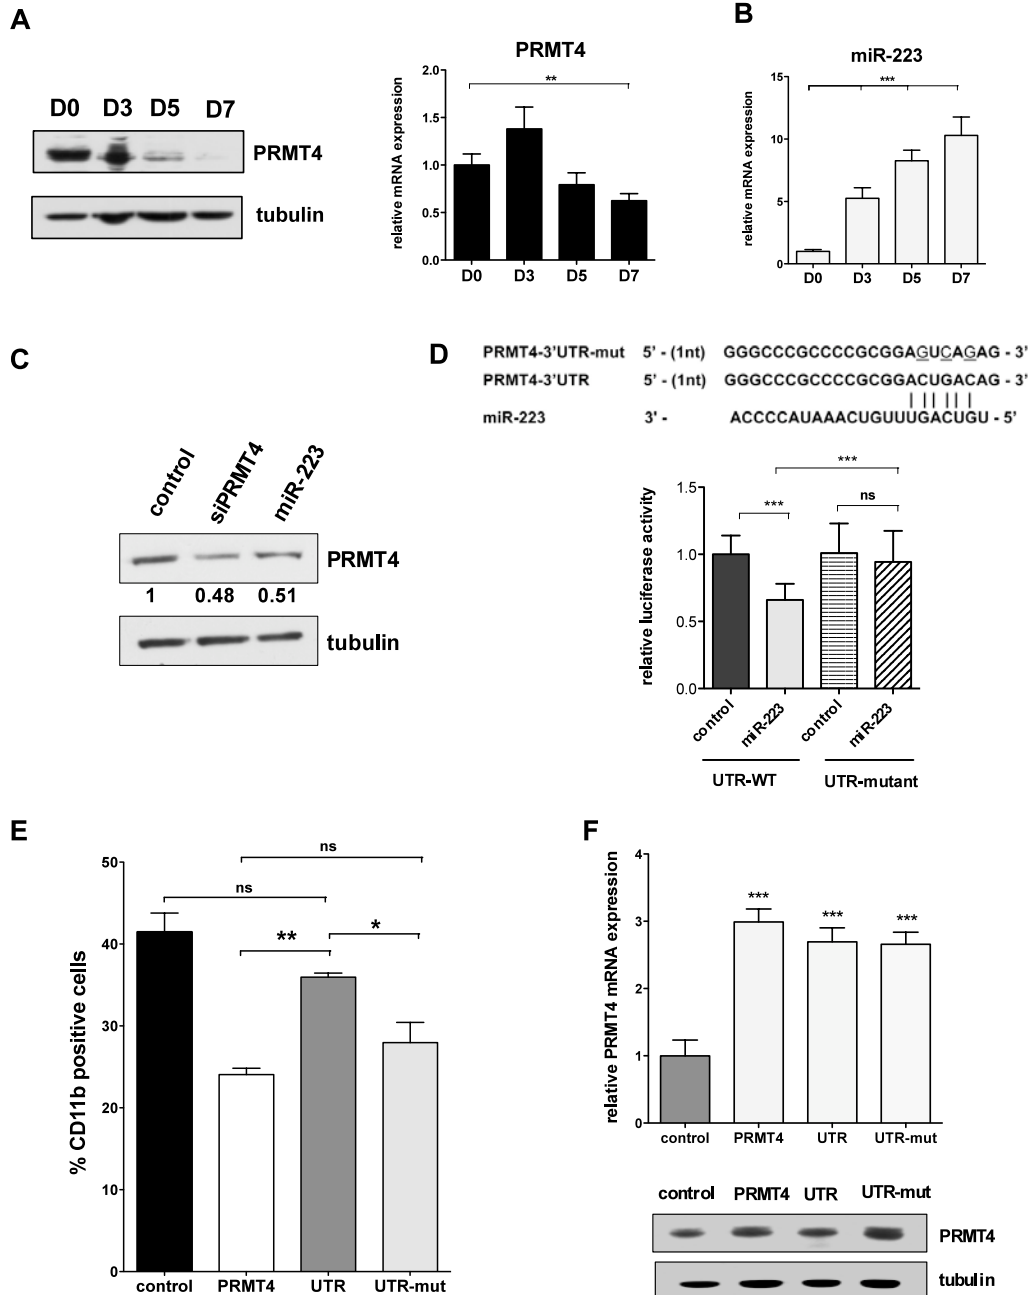 A
D0 D3 D5 D7
PRMT4
tubulin
PRMT4
relative mRNA expression
2.0
1.5
1.0
0.5
0.0
**
D0 D3 D5 D7
B
miR-223
relative mRNA expression
15
10
5
0
***
D0 D3 D5 D7
C
control siPRMT4 miR-223
PRMT4
1 0.48 0.51
tubulin
D
PRMT4-3'UTR-mut 5' - (1nt) GGGCCCGCCCCGCGGAGUCAGAG - 3'
PRMT4-3'UTR 5' - (1nt) GGGCCCGCCCCGCGGACUGACAG - 3'
miR-223 3' - ACCCCAUAAACUGUUUGACUGU - 5'
relative luciferase activity
1.5
1.0
0.5
0.0
***
***
ns
control miR-223 control miR-223
UTR-WT UTR-mutant
E
% CD11b positive cells
50
40
30
20
10
0
ns
ns
**
*
control PRMT4 UTR UTR-mut
F
relative PRMT4 mRNA expression
4
3
2
1
0
*** *** ***
control PRMT4 UTR UTR-mut
control PRMT4 UTR UTR-mut
PRMT4
tubulin